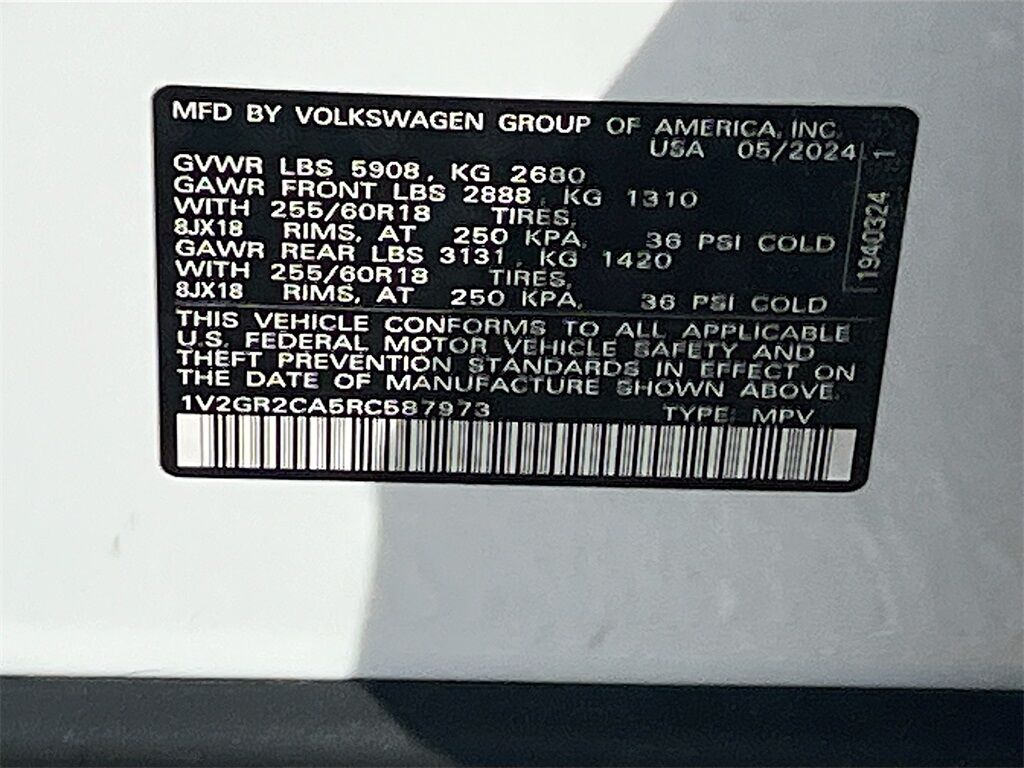 MFD BY VOLKSWAGEN GROUP OF AMERICA, INC.
USA 05/2024
GVWR LBS 5908, KG 2680
GAWR FRONT LBS 2888, KG 1310
WITH 255/60R18 TIRES,
8JX18 RIMS, AT 250 KPA, 36 PSI COLD
GAWR REAR LBS 3131, KG 1420
WITH 255/60R18 TIRES,
8JX18 RIMS, AT 250 KPA, 36 PSI COLD
THIS VEHICLE CONFORMS TO ALL APPLICABLE
U.S. FEDERAL MOTOR VEHICLE SAFETY AND
THEFT PREVENTION STANDARDS IN EFFECT ON
THE DATE OF MANUFACTURE SHOWN ABOVE.
1V2GR2CA5RC587973 TYPE: MPV
1940324 1